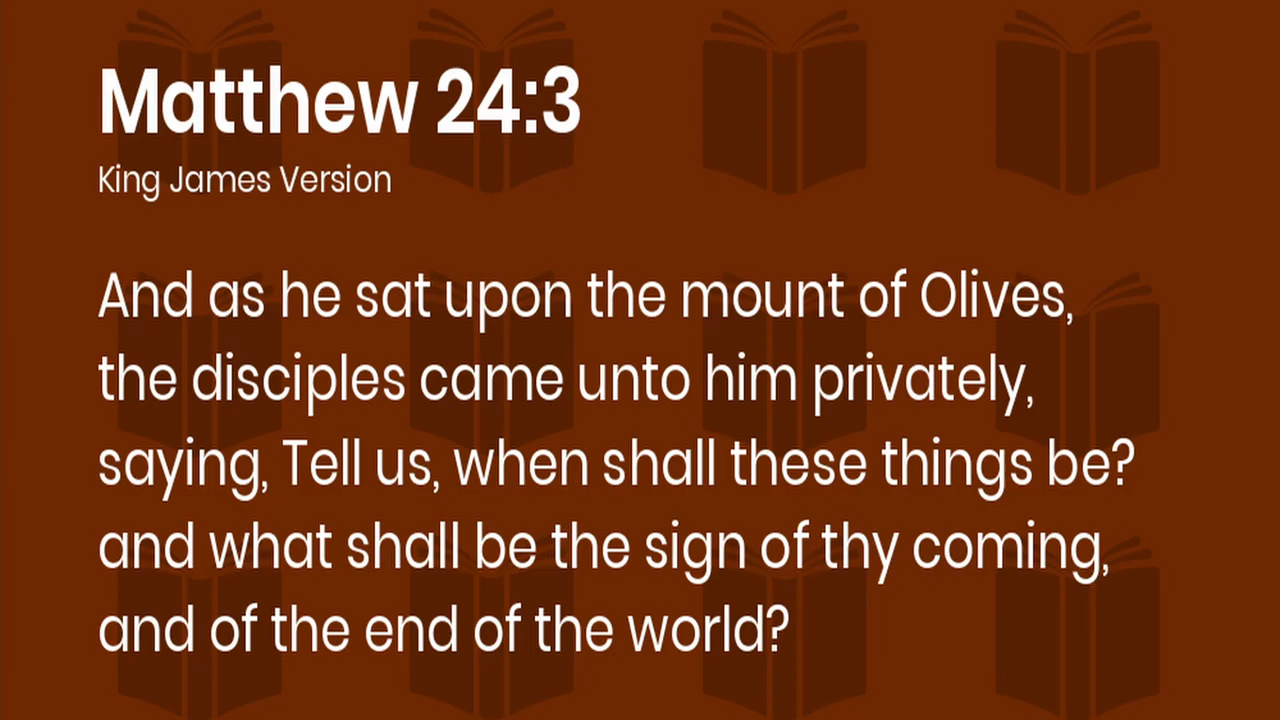 Matthew 24:3
King James Version
And as he sat upon the mount of Olives,
the disciples came unto him privately,
saying, Tell us, when shall these things be?
and what shall be the sign of thy coming,
and of the end of the world?